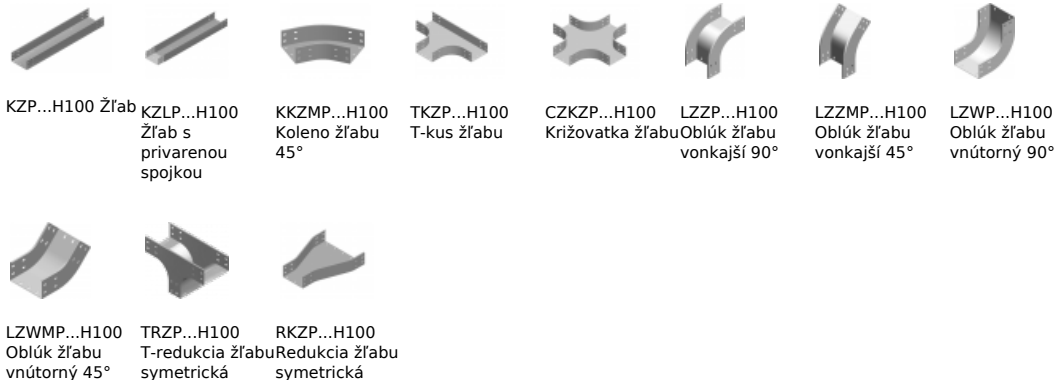 KZP...H100 Žľab
KZLP...H100
Žľab s
privarenou
spojkou
KKZMP...H100
Koleno žľabu
45°
TKZP...H100
T-kus žľabu
CZKZP...H100
Križovatka žľabu
LZZP...H100
Oblúk žľabu
vonkajší 90°
LZZMP...H100
Oblúk žľabu
vonkajší 45°
LZWP...H100
Oblúk žľabu
vnútorný 90°
LZWMP...H100
Oblúk žľabu
vnútorný 45°
TRZP...H100
T-redukcia žľabu
symetrická
RKZP...H100
Redukcia žľabu
symetrická